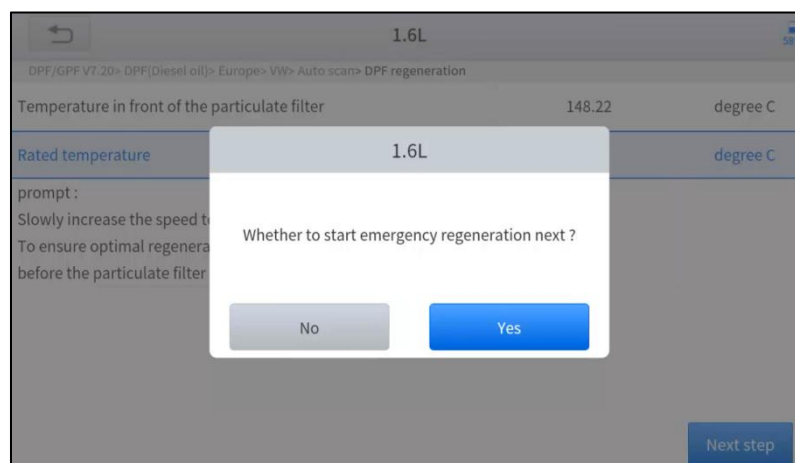 1.6L
DPF/GPF V7.20> DPF(Diesel oil)> Europe> VW> Auto scan> DPF regeneration
Temperature in front of the particulate filter 148.22 degree C
Rated temperature degree C
1.6L
prompt :
Slowly increase the speed
To ensure optimal
before the particulate filter
Whether to start emergency regeneration next ?
No Yes
Next step